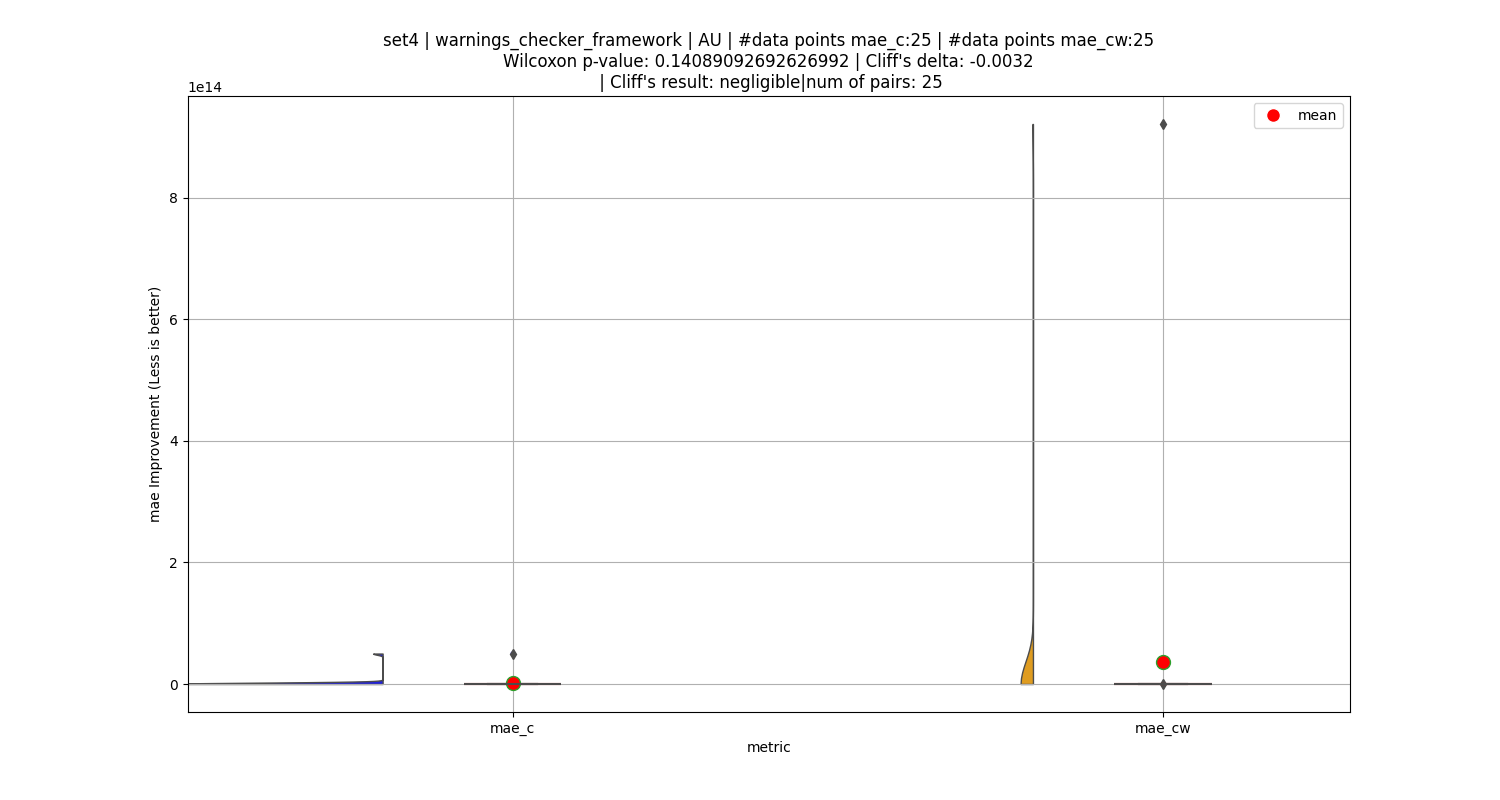 set4 | warnings_checker_framework | AU | #data points mae_c:25 | #data points mae_cw:25
Wilcoxon p-value: 0.14089092692626992 | Cliff's delta: -0.0032
| Cliff's result: negligible|num of pairs: 25
1e14
mean
8
6
4
2
0
mae Improvement (Less is better)
mae_c
mae_cw
metric